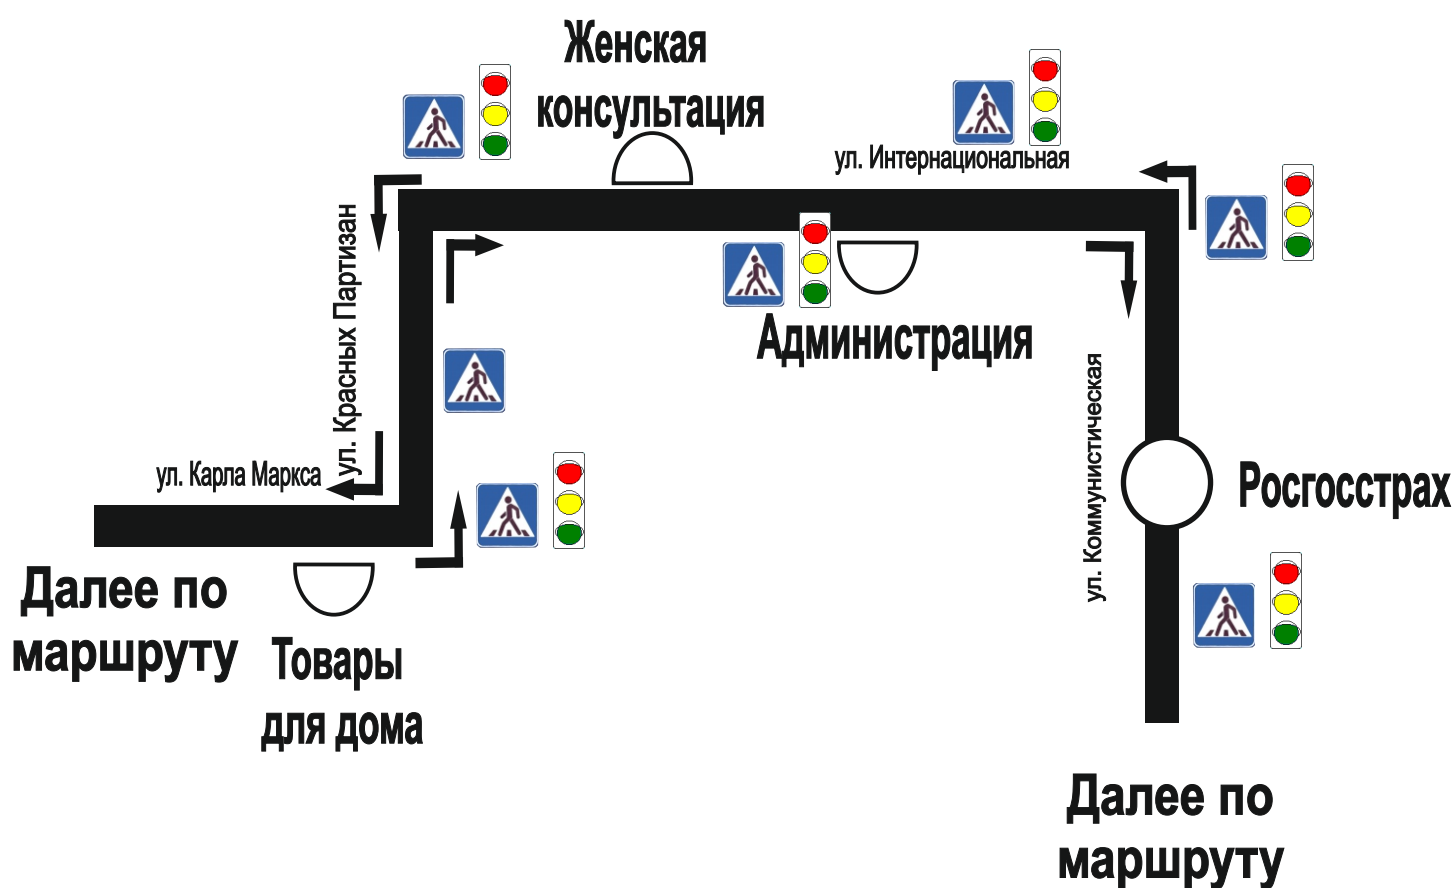 Женская
консультация
ул. Интернациональная
ул. Красных Партизан
Администрация
ул. Коммунистическая
ул. Карла Маркса
Росгосстрах
Далее по
маршруту
Товары
для дома
Далее по
маршруту